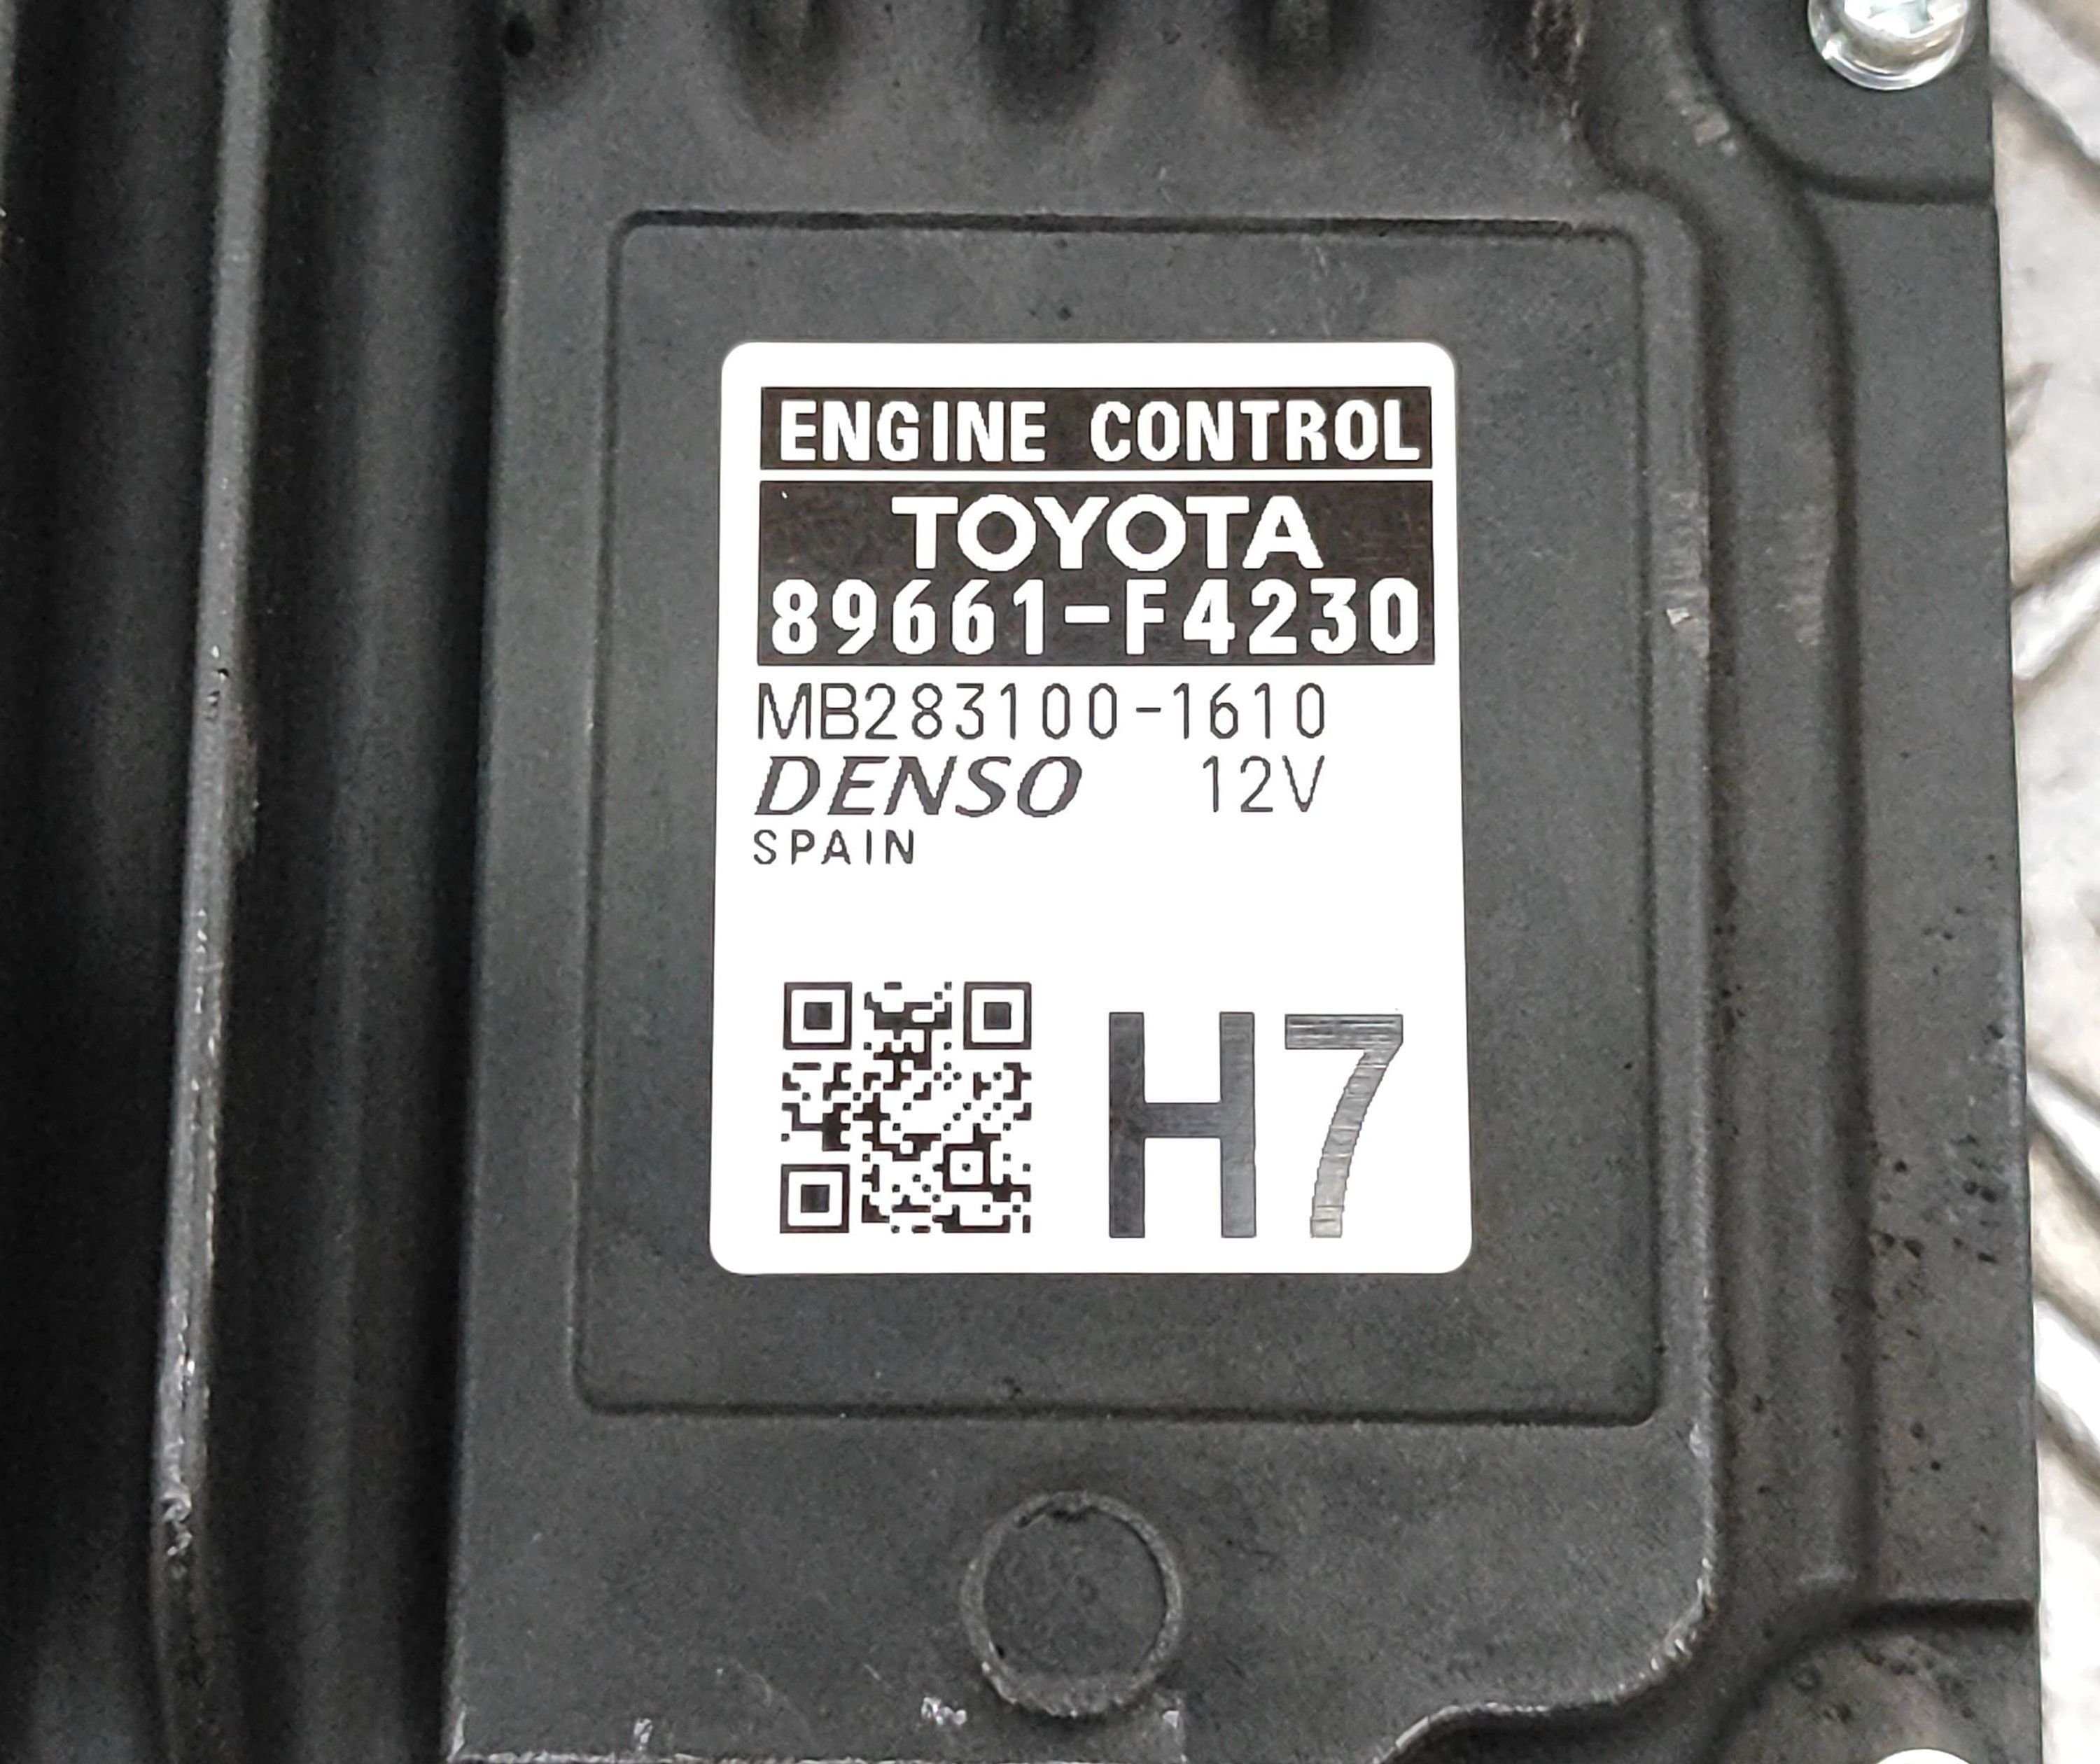 ENGINE CONTROL
TOYOTA
89661-F4230
MB283100-1610
DENSO 12V
SPAIN
H7